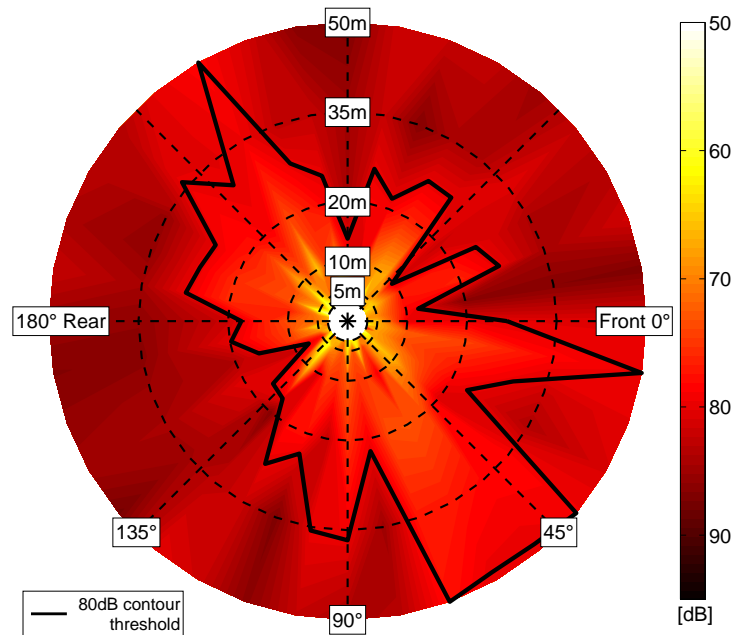 50m
50
35m
60
20m
10m
70
5m
180° Rear
Front 0°
80
90
135°
45°
80dB contour
threshold
90°
[dB]